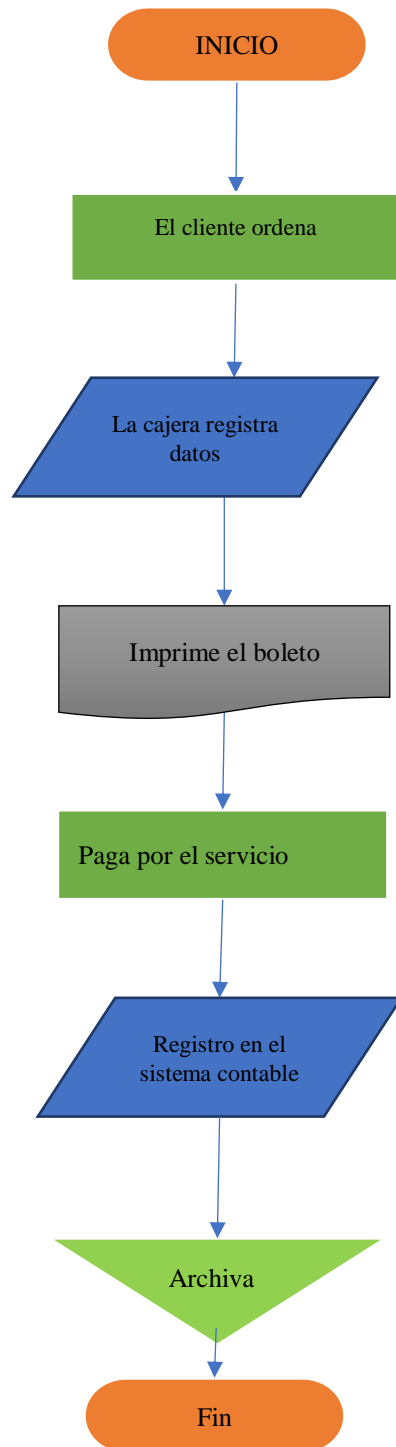 INICIO
El cliente ordena
La cajera registra
datos
Imprime el boleto
Paga por el servicio
Registro en el
sistema contable
Archiva
Fin